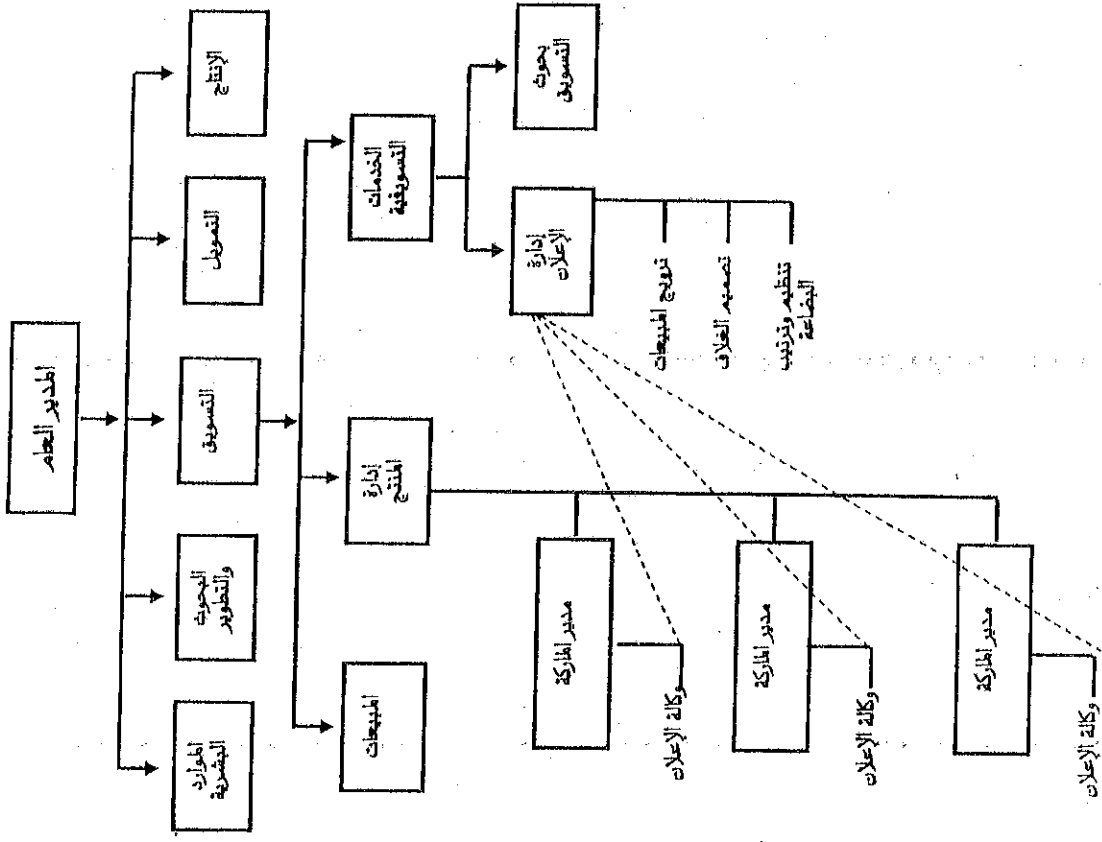 المدير العام
الإنتاج
التمويل
التسويق
البحوث
والتطوير
الموارد
البشرية
الخدمات
التسويقية
إدارة
المنتج
المبيعات
بحوث
التسويق
إدارة
الإعلان
ترويج المبيعات
تصميم الغلاف
تنظيم وترتيب
البضاعة
مدير الماركة
وكالة الإعلان
مدير الماركة
وكالة الإعلان
مدير الماركة
وكالة الإعلان